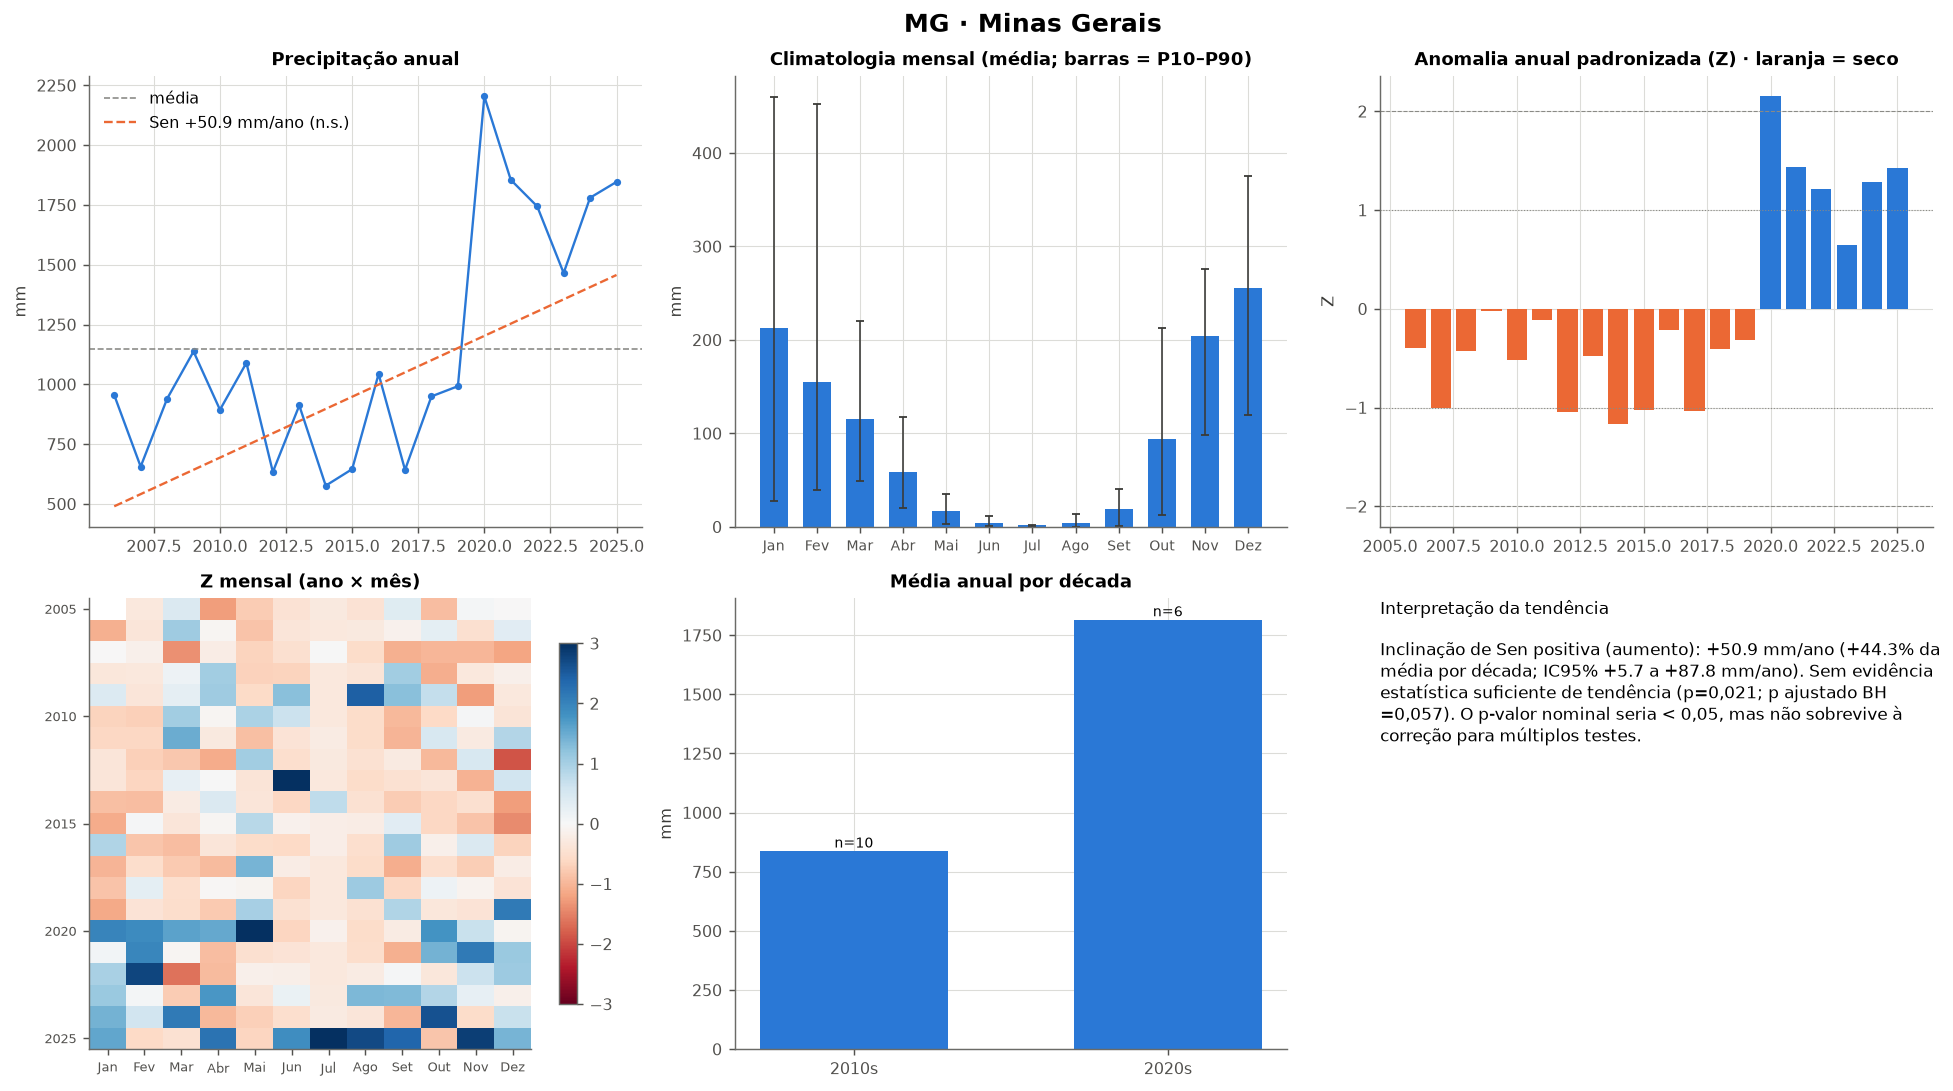 MG · Minas Gerais
Precipitação anual
mm
2250
2000
1750
1500
1250
1000
750
500
média
Sen +50.9 mm/ano (n.s.)
2007.5 2010.0 2012.5 2015.0 2017.5 2020.0 2022.5 2025.0
Climatologia mensal (média; barras = P10–P90)
mm
400
300
200
100
0
Jan Fev Mar Abr Mai Jun Jul Ago Set Out Nov Dez
Anomalia anual padronizada (Z) · laranja = seco
Z
2
1
0
−1
−2
2005.0 2007.5 2010.0 2012.5 2015.0 2017.5 2020.0 2022.5 2025.0
Z mensal (ano × mês)
2005
2010
2015
2020
2025
Jan Fev Mar Abr Mai Jun Jul Ago Set Out Nov Dez
3
2
1
0
−1
−2
−3
Média anual por década
mm
1750
1500
1250
1000
750
500
250
0
n=10
n=6
2010s 2020s
Interpretação da tendência
Inclinação de Sen positiva (aumento): +50.9 mm/ano (+44.3% da
média por década; IC95% +5.7 a +87.8 mm/ano). Sem evidência
estatística suficiente de tendência (p=0,021; p ajustado BH
=0,057). O p-valor nominal seria < 0,05, mas não sobrevive à
correção para múltiplos testes.